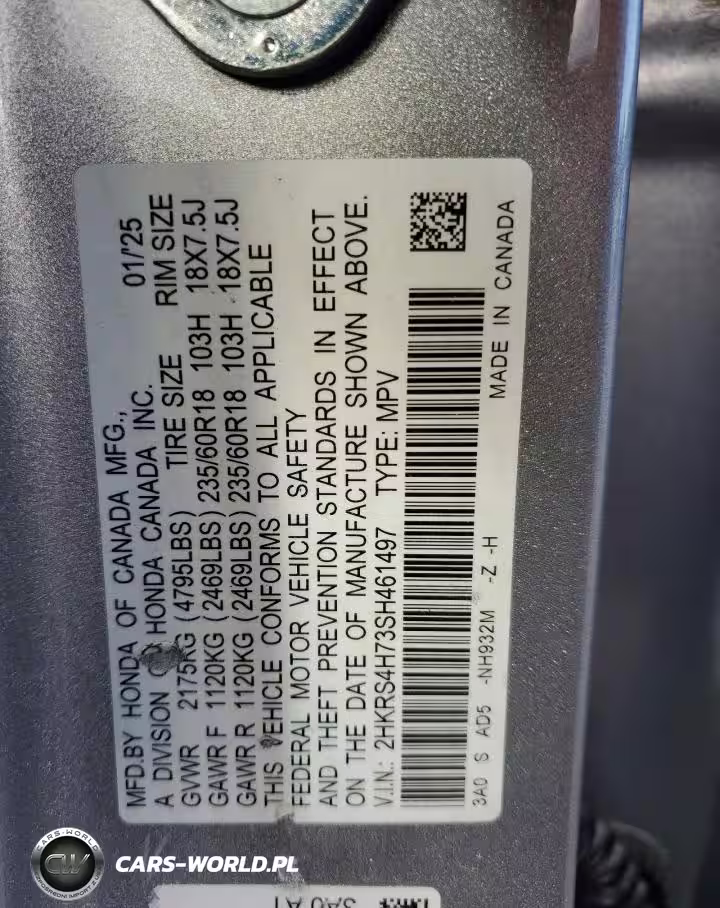 MFD.BY HONDA OF CANADA MFG., 01/'25
A DIVISION HONDA CANADA INC.
TIRE SIZE RIM SIZE
GVWR 2175KG (4795LBS)
GAWR F 1120KG (2469LBS) 235/60R18 103H 18X7.5J
GAWR R 1120KG (2469LBS) 235/60R18 103H 18X7.5J
THIS VEHICLE CONFORMS TO ALL APPLICABLE
FEDERAL MOTOR VEHICLE SAFETY
AND THEFT PREVENTION STANDARDS IN EFFECT
ON THE DATE OF MANUFACTURE SHOWN ABOVE.
V.I.N.: 2HKRS4H73SH461497 TYPE: MPV
3A0 S AD5 -NH932M -Z -H
MADE IN CANADA
CARS-WORLD
CW
CARS-WORLD.PL